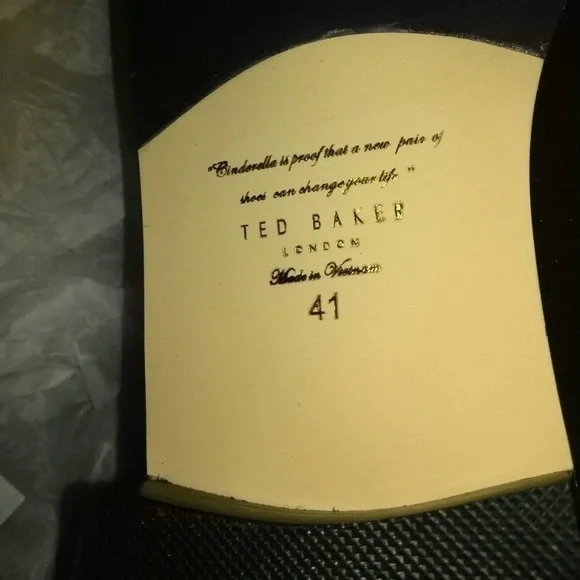 "Cinderella is proof that a new pair of
shoes can change your life"
TED BAKER
LONDON
Made in Vietnam
41